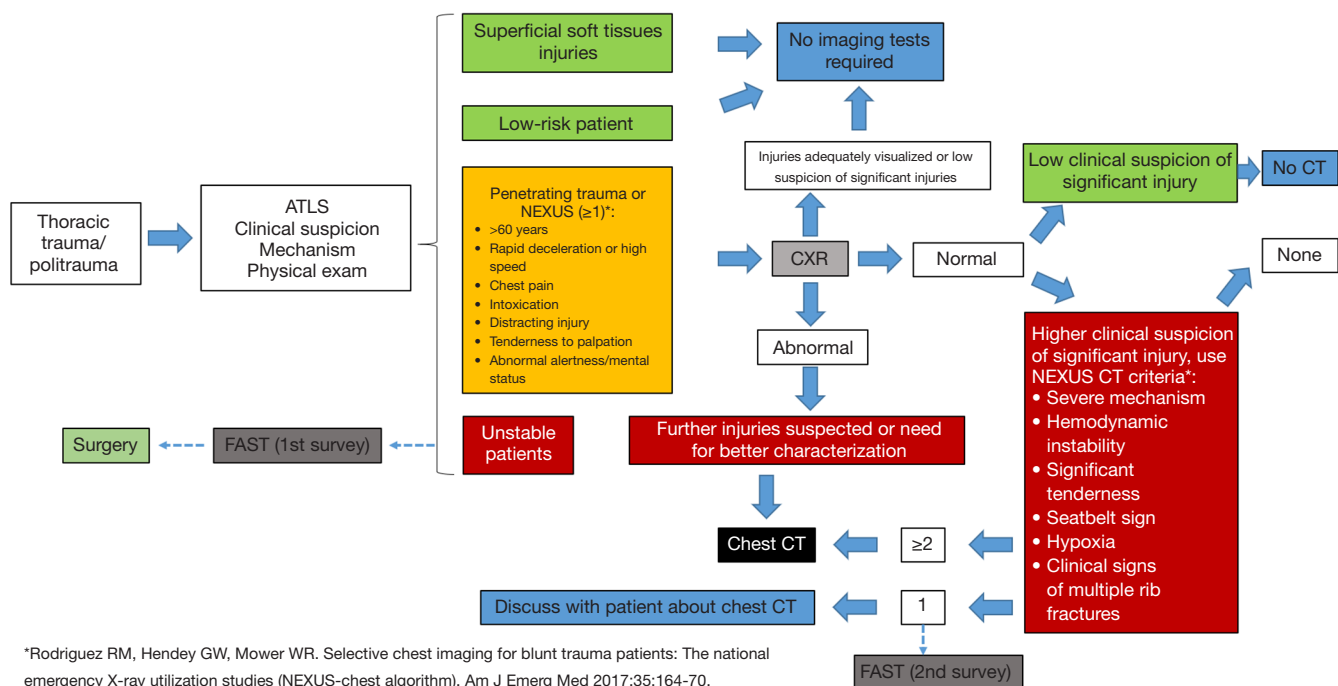 Thoracic
trauma/
politrauma
ATLS
Clinical suspicion
Mechanism
Physical exam
Superficial soft tissues
injuries
Low-risk patient
Penetrating trauma or
NEXUS (≥1)*:
• >60 years
• Rapid deceleration or high
speed
• Chest pain
• Intoxication
• Distracting injury
• Tenderness to palpation
• Abnormal alertness/mental
status
Unstable
patients
FAST (1st survey)
Surgery
No imaging tests
required
Injuries adequately visualized or low
suspicion of significant injuries
CXR
Normal
Abnormal
Further injuries suspected or need
for better characterization
Low clinical suspicion of
significant injury
No CT
None
Higher clinical suspicion
of significant injury, use
NEXUS CT criteria*:
• Severe mechanism
• Hemodynamic
instability
• Significant
tenderness
• Seatbelt sign
• Hypoxia
• Clinical signs
of multiple rib
fractures
≥2
Chest CT
1
Discuss with patient about chest CT
FAST (2nd survey)
*Rodriguez RM, Hendey GW, Mower WR. Selective chest imaging for blunt trauma patients: The national
emergency X-ray utilization studies (NEXUS-chest algorithm). Am J Emerg Med 2017:35:164-70.